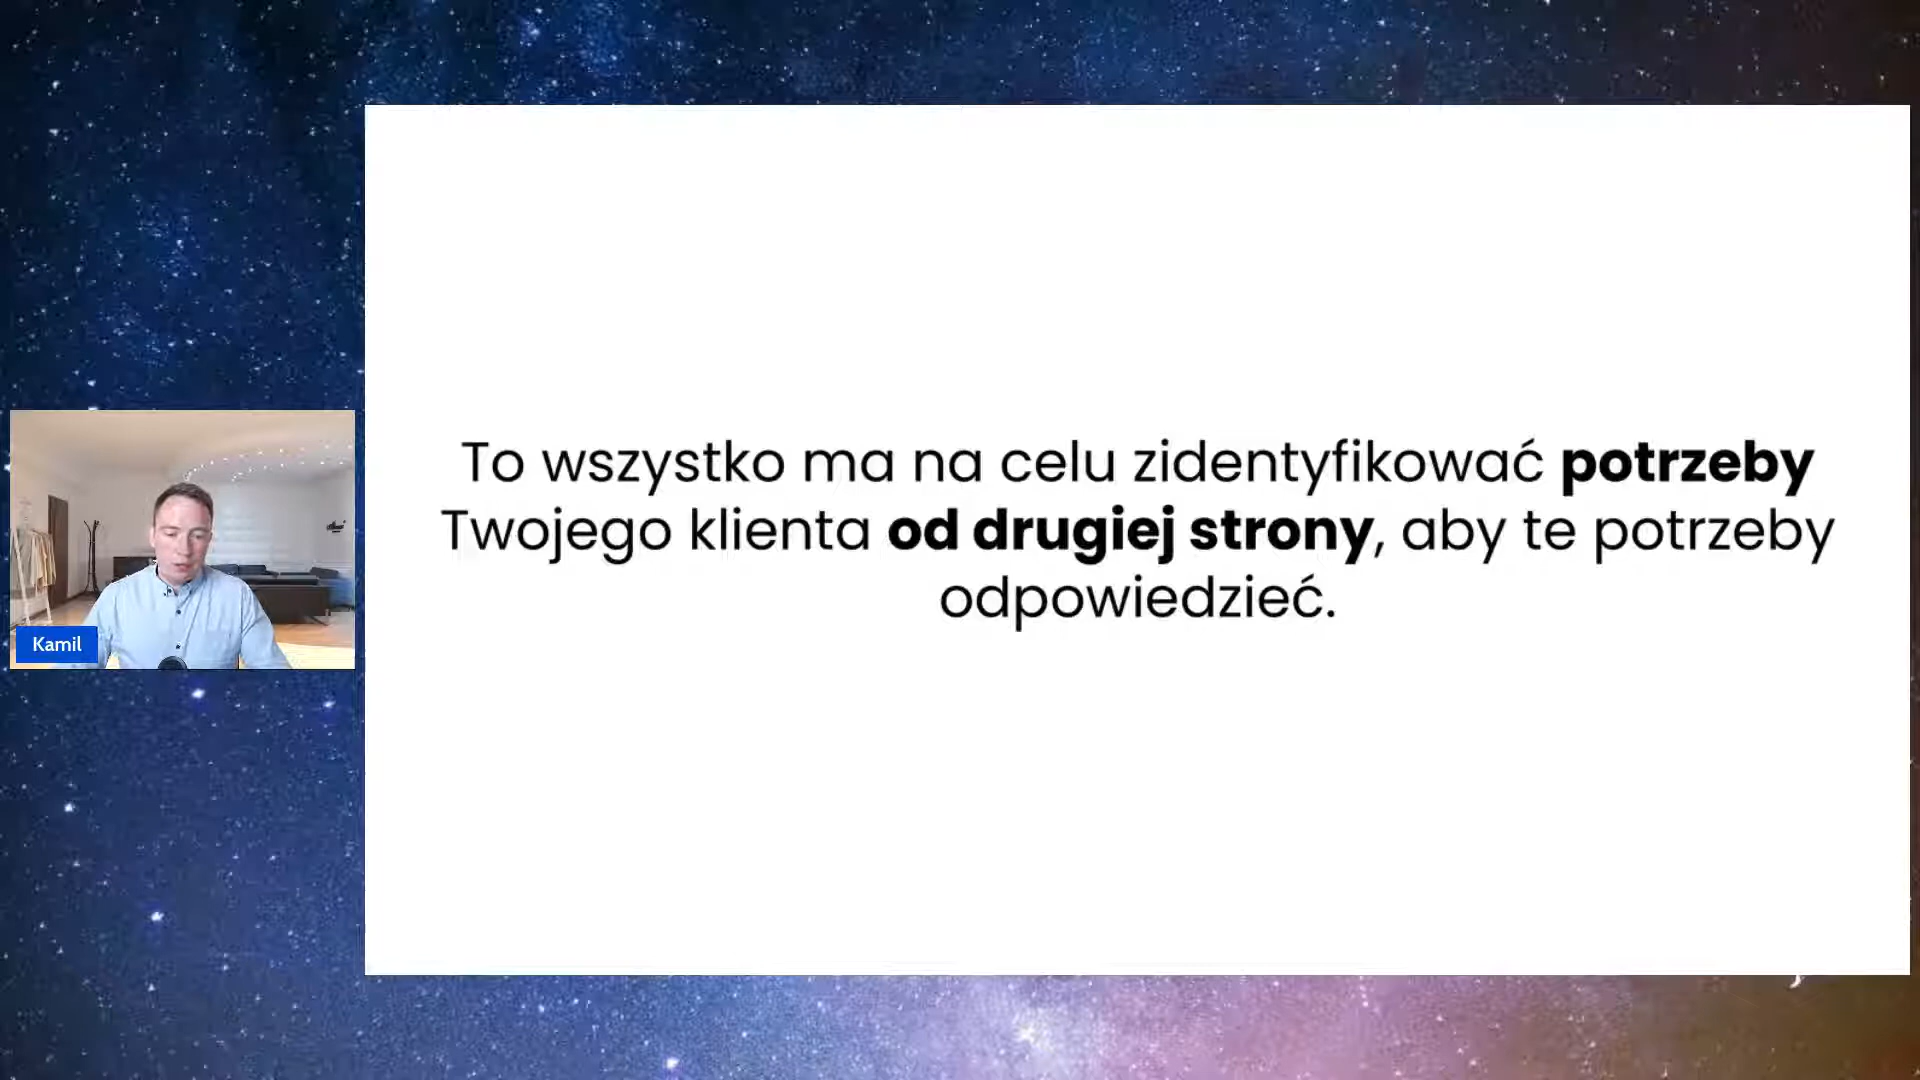 To wszystko ma na celu zidentyfikować potrzeby
Twojego klienta od drugiej strony, aby te potrzeby
odpowiedzieć.
Kamil